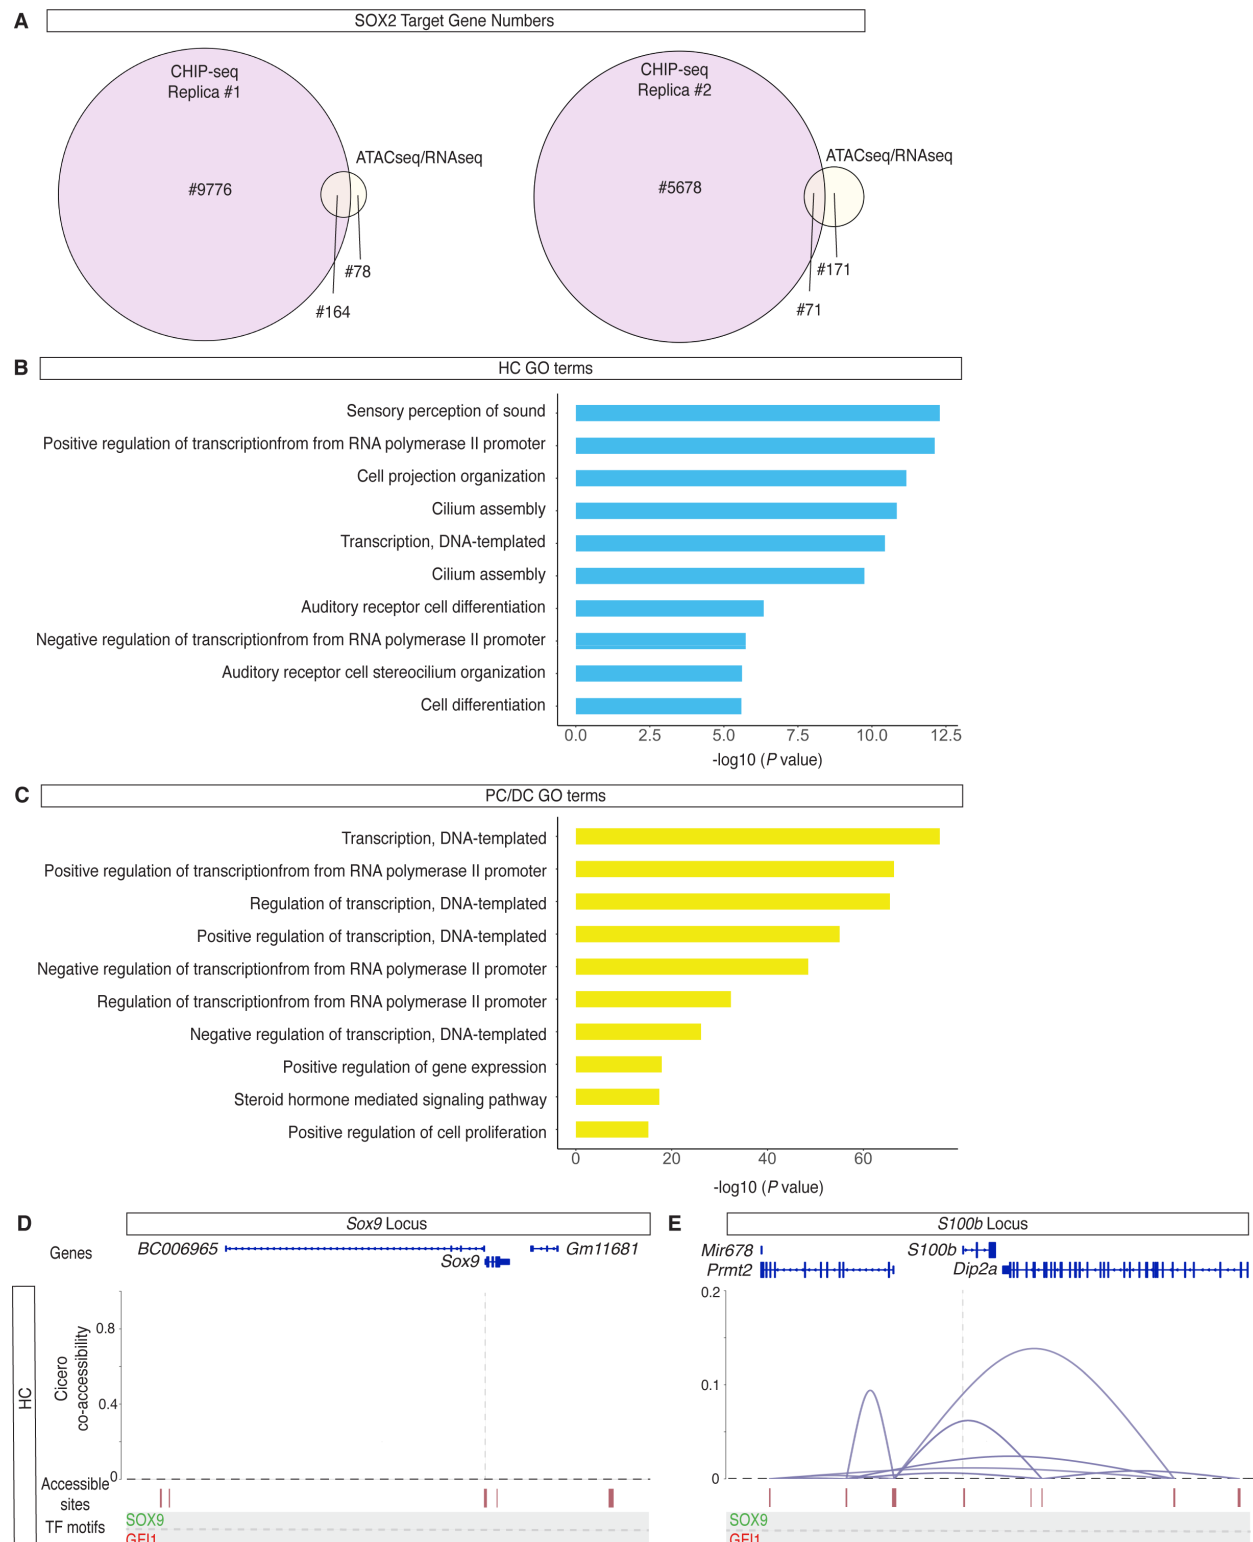 A
SOX2 Target Gene Numbers
CHIP-seq
Replica #1
#9776
ATACseq/RNAseq
#78
#164
CHIP-seq
Replica #2
#5678
ATACseq/RNAseq
#171
#71
B
HC GO terms
Sensory perception of sound
Positive regulation of transcriptionfrom from RNA polymerase II promoter
Cell projection organization
Cilium assembly
Transcription, DNA-templated
Cilium assembly
Auditory receptor cell differentiation
Negative regulation of transcriptionfrom from RNA polymerase II promoter
Auditory receptor cell stereocilium organization
Cell differentiation
0.0 2.5 5.0 7.5 10.0 12.5
-log10 (P value)
C
PC/DC GO terms
Transcription, DNA-templated
Positive regulation of transcriptionfrom from RNA polymerase II promoter
Regulation of transcription, DNA-templated
Positive regulation of transcription, DNA-templated
Negative regulation of transcriptionfrom from RNA polymerase II promoter
Regulation of transcriptionfrom from RNA polymerase II promoter
Negative regulation of transcription, DNA-templated
Positive regulation of gene expression
Steroid hormone mediated signaling pathway
Positive regulation of cell proliferation
0 20 40 60
-log10 (P value)
D
Sox9 Locus
Genes
BC006965
Sox9
Gm11681
HC
Cicero
co-accessibility
0.8
0.4
0
Accessible
sites
TF motifs
SOX9
GFI1
E
S100b Locus
Mir678
Prmt2
S100b
Dip2a
0.2
0.1
0
SOX9
GFI1